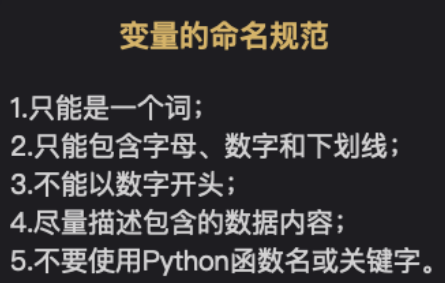 变量的命名规范
1.只能是一个词；
2.只能包含字母、数字和下划线；
3.不能以数字开头；
4.尽量描述包含的数据内容；
5.不要使用Python函数名或关键字。